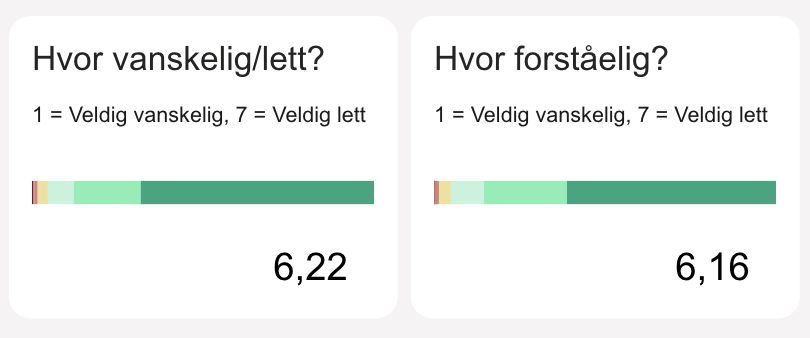 Hvor vanskelig/lett?
1 = Veldig vanskelig, 7 = Veldig lett
6,22
Hvor forståelig?
1 = Veldig vanskelig, 7 = Veldig lett
6,16